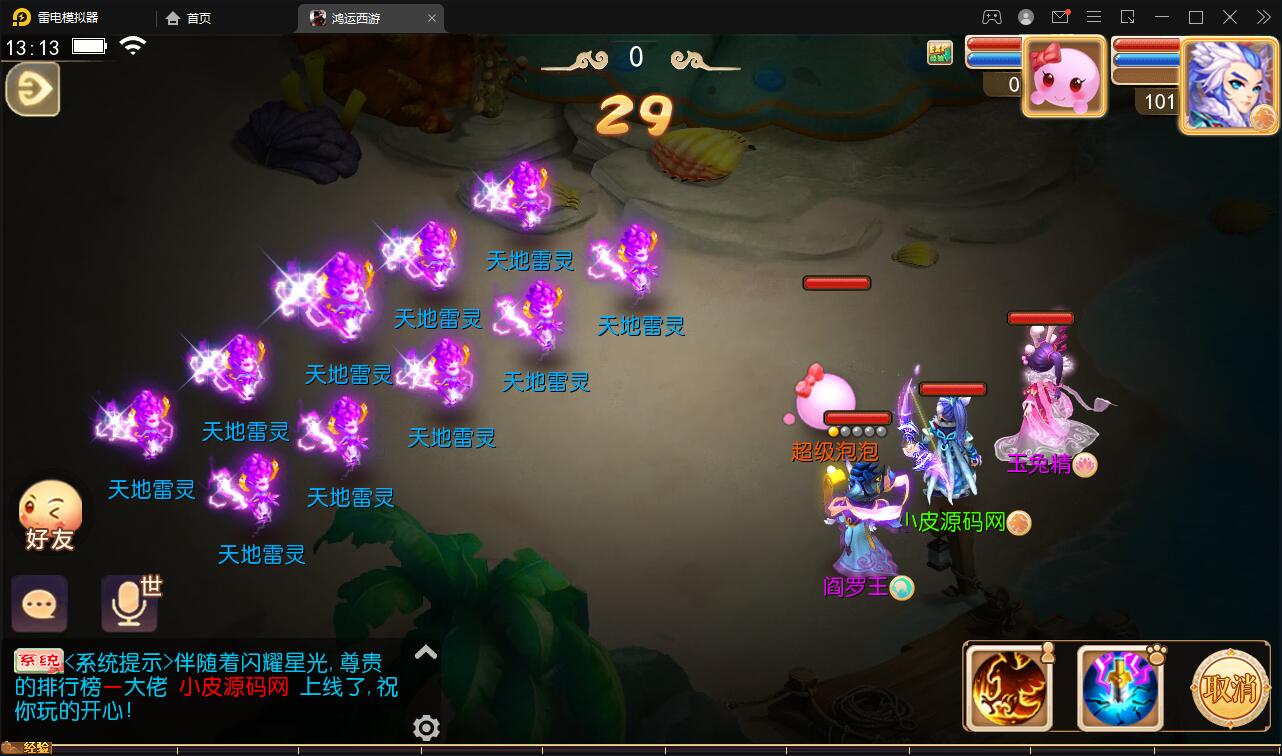 雷电模拟器
首页
鸿运西游
13:13
0
29
EXP
0
101
天地雷灵
天地雷灵
天地雷灵
天地雷灵
天地雷灵
天地雷灵
天地雷灵
天地雷灵
天地雷灵
天地雷灵
超级泡泡
玉兔精
小皮源码网
阎罗王
好友
世
系统<系统提示>伴随着闪耀星光,尊贵
的排行榜一大佬 小皮源码网 上线了,祝
你玩的开心!
取消
经验